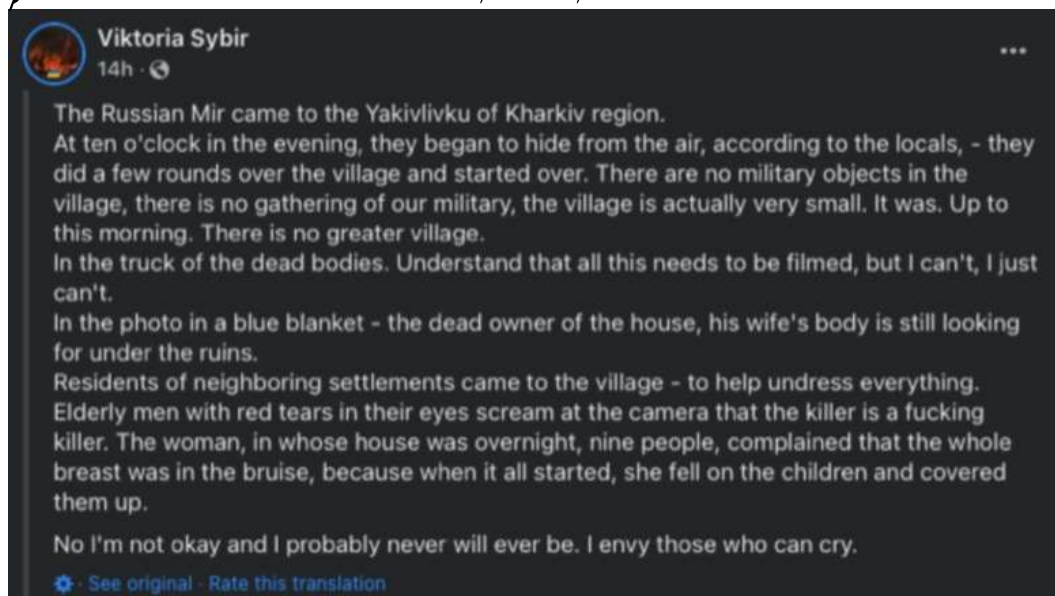 Viktoria Sybir
14h ·
The Russian Mir came to the Yakivlivku of Kharkiv region.
At ten o'clock in the evening, they began to hide from the air, according to the locals, - they
did a few rounds over the village and started over. There are no military objects in the
village, there is no gathering of our military, the village is actually very small. It was. Up to
this morning. There is no greater village.
In the truck of the dead bodies. Understand that all this needs to be filmed, but I can't, I just
can't.
In the photo in a blue blanket - the dead owner of the house, his wife's body is still looking
for under the ruins.
Residents of neighboring settlements came to the village - to help undress everything.
Elderly men with red tears in their eyes scream at the camera that the killer is a fucking
killer. The woman, in whose house was overnight, nine people, complained that the whole
breast was in the bruise, because when it all started, she fell on the children and covered
them up.
No I'm not okay and I probably never will ever be. I envy those who can cry.
· See original · Rate this translation